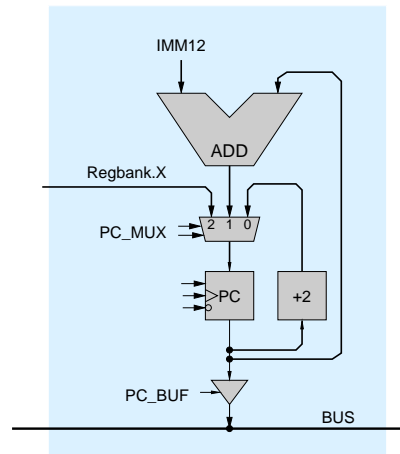 IMM12
ADD
Regbank.X
2 1 0
PC_MUX
PC
+2
PC_BUF
BUS